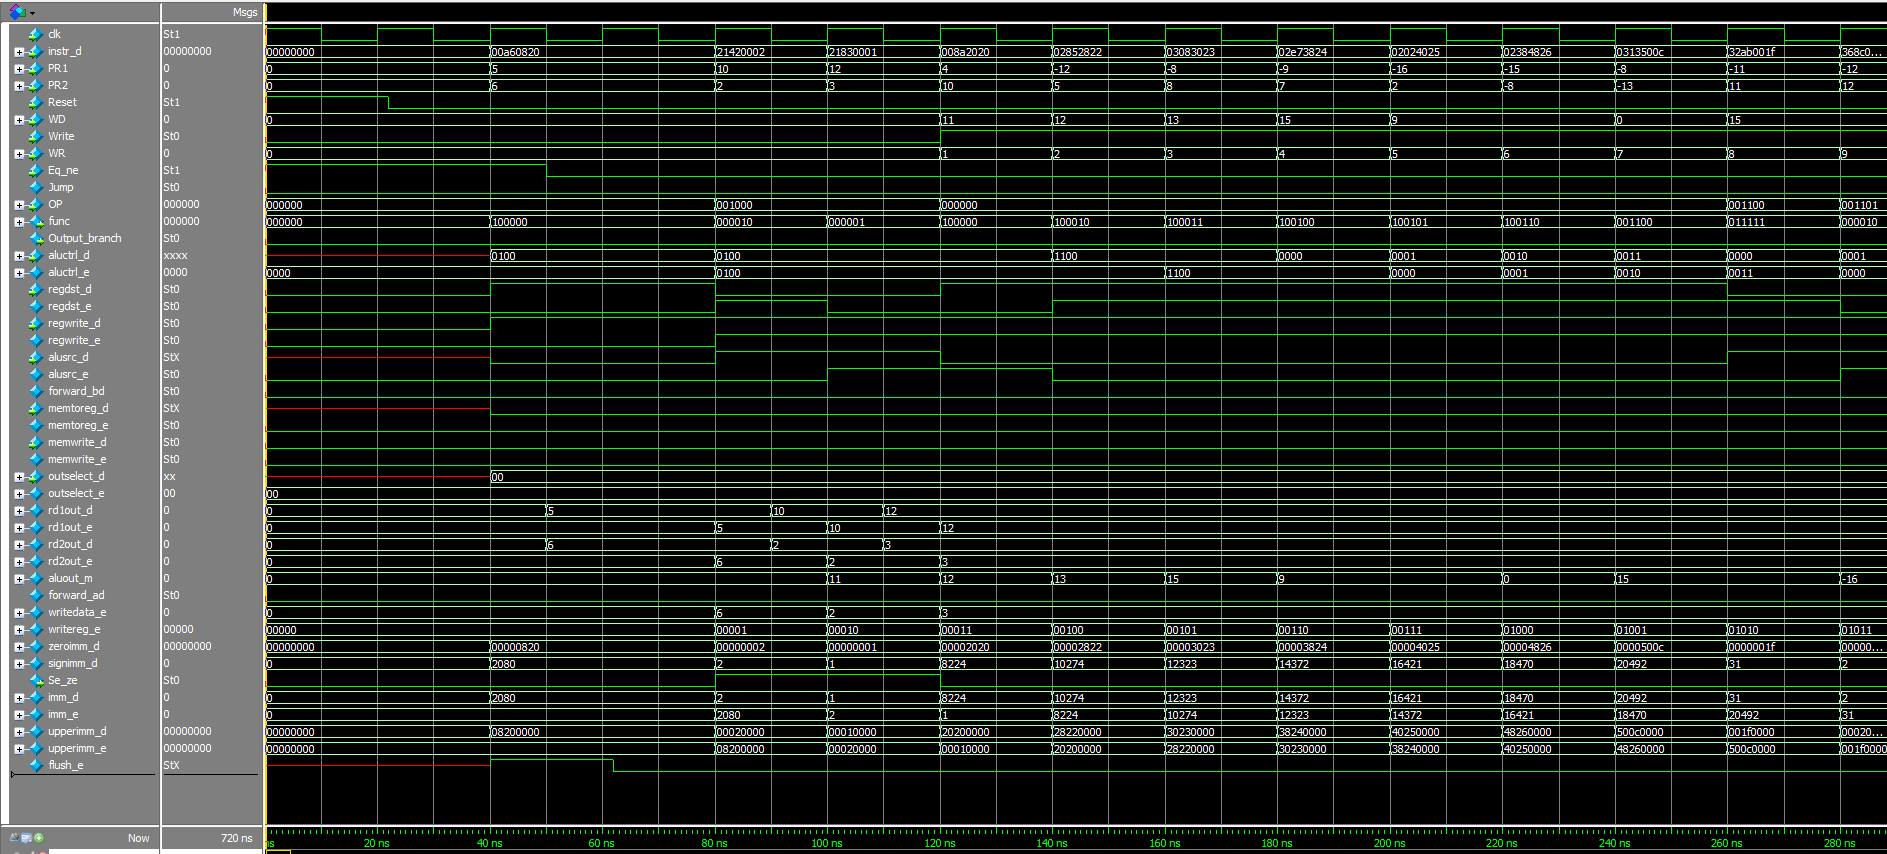 Msgs
clk St1
instr_d 00000000 00000000 00a60820 21420002 21830001 008a2020 02852822 03083023 02e73824 02024025 02384826 0313500c 32ab001f 368c0...
PR1 0 0 5 10 12 4 -12 -8 -9 -16 -15 -8 -11 -12
PR2 0 0 6 2 3 10 5 8 7 2 -8 -13 11 12
Reset St1
WD 0 0 11 12 13 15 9 0 15
Write St0
WR 0 0 1 2 3 4 5 6 7 8 9
Eq_ne St1
Jump St0
OP 000000 000000 001000 000000 001100 001101
func 000000 000000 100000 000010 000001 100000 100010 100011 100100 100101 100110 001100 011111 000010
Output_branch St0
aluctrl_d xxxx 0100 0100 1100 0000 0001 0010 0011 0000 0001
aluctrl_e 0000 0000 0100 1100 0000 0001 0010 0011 0000
regdst_d St0
regdst_e St0
regwrite_d St0
regwrite_e St0
alusrc_d StX
alusrc_e St0
forward_bd St0
memtoreg_d StX
memtoreg_e St0
memwrite_d St0
memwrite_e St0
outselect_d xx 00
outselect_e 00 00
rd1out_d 0 0 5 10 12
rd1out_e 0 0 5 10 12
rd2out_d 0 0 6 2 3
rd2out_e 0 0 6 2 3
aluout_m 0 0 11 12 13 15 9 0 15 -16
forward_ad St0
writedata_e 0 0 6 2 3
writereg_e 00000 00000 00001 00010 00011 00100 00101 00110 00111 01000 01001 01010 01011
zeroimm_d 00000000 00000000 00000820 00000002 00000001 00002020 00002822 00003023 00003824 00004025 00004826 0000500c 0000001f 00000...
signimm_d 0 0 2080 2 1 8224 10274 12323 14372 16421 18470 20492 31 2
Se_ze St0
imm_d 0 0 2080 2 1 8224 10274 12323 14372 16421 18470 20492 31 2
imm_e 0 0 2080 2 1 8224 10274 12323 14372 16421 18470 20492 31
upperimm_d 00000000 00000000 08200000 00020000 00010000 20200000 28220000 30230000 38240000 40250000 48260000 500c0000 001f0000 00020...
upperimm_e 00000000 00000000 08200000 00020000 00010000 20200000 28220000 30230000 38240000 40250000 48260000 500c0000 001f0000
flush_e StX
Now 720 ns ns 20 ns 40 ns 60 ns 80 ns 100 ns 120 ns 140 ns 160 ns 180 ns 200 ns 220 ns 240 ns 260 ns 280 ns